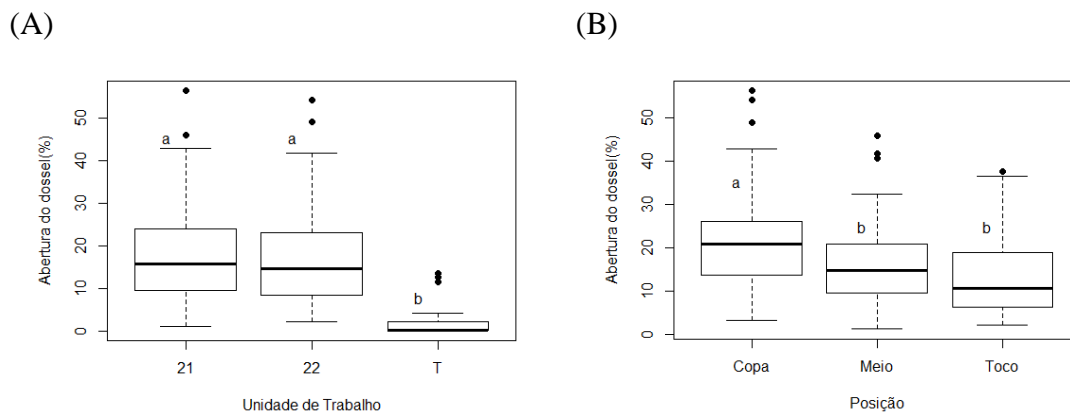 (A)
Abertura do dossel(%)
50
40
30
20
10
0
a
a
b
21 22 T
Unidade de Trabalho
(B)
Abertura do dossel(%)
50
40
30
20
10
0
a
b
b
Copa Meio Toco
Posição